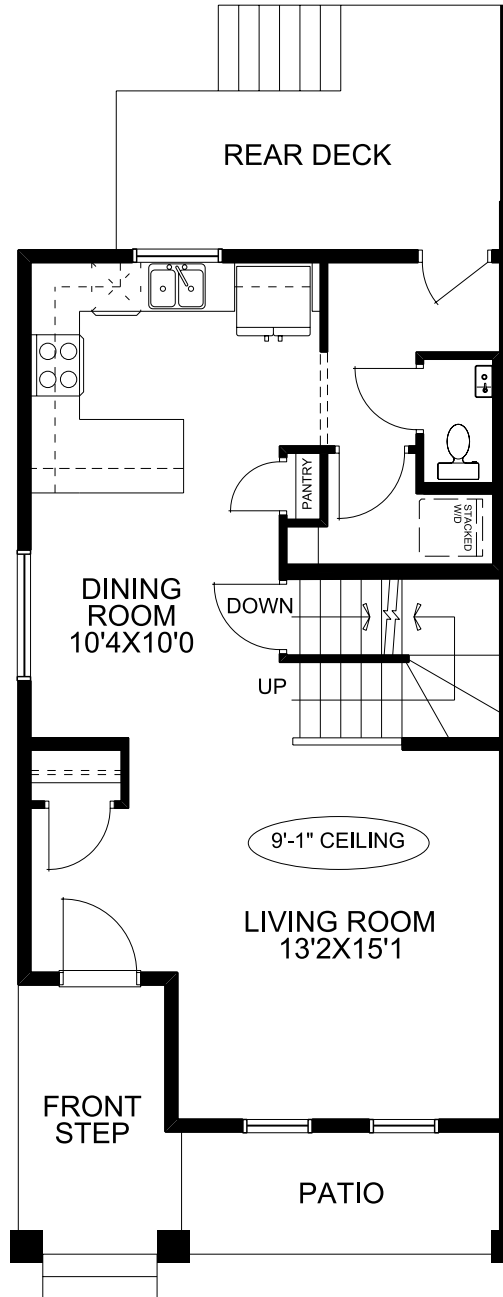 REAR DECK
PANTRY
STACKED
W/D
DINING
ROOM
10'4X10'0
DOWN
UP
9'-1" CEILING
LIVING ROOM
13'2X15'1
FRONT
STEP
PATIO